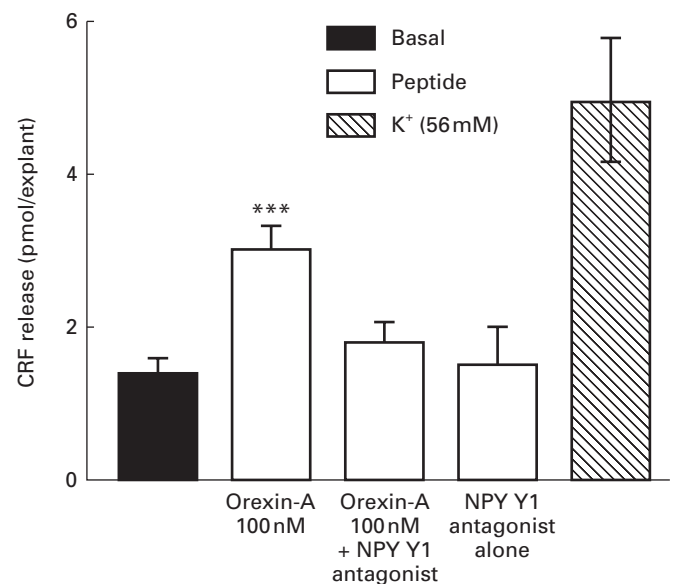 6
Basal
Peptide
K⁺ (56 mM)
4
***
2
0
CRF release (pmol/explant)
Orexin-A
100 nM
Orexin-A
100 nM
+ NPY Y1
antagonist
NPY Y1
antagonist
alone